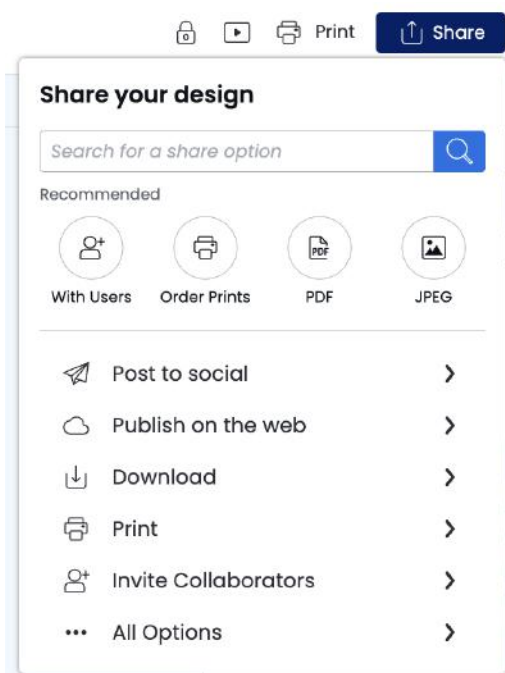 Print Share
Share your design
Search for a share option
Recommended
PDF
With Users Order Prints PDF JPEG
Post to social
Publish on the web
Download
Print
Invite Collaborators
All Options